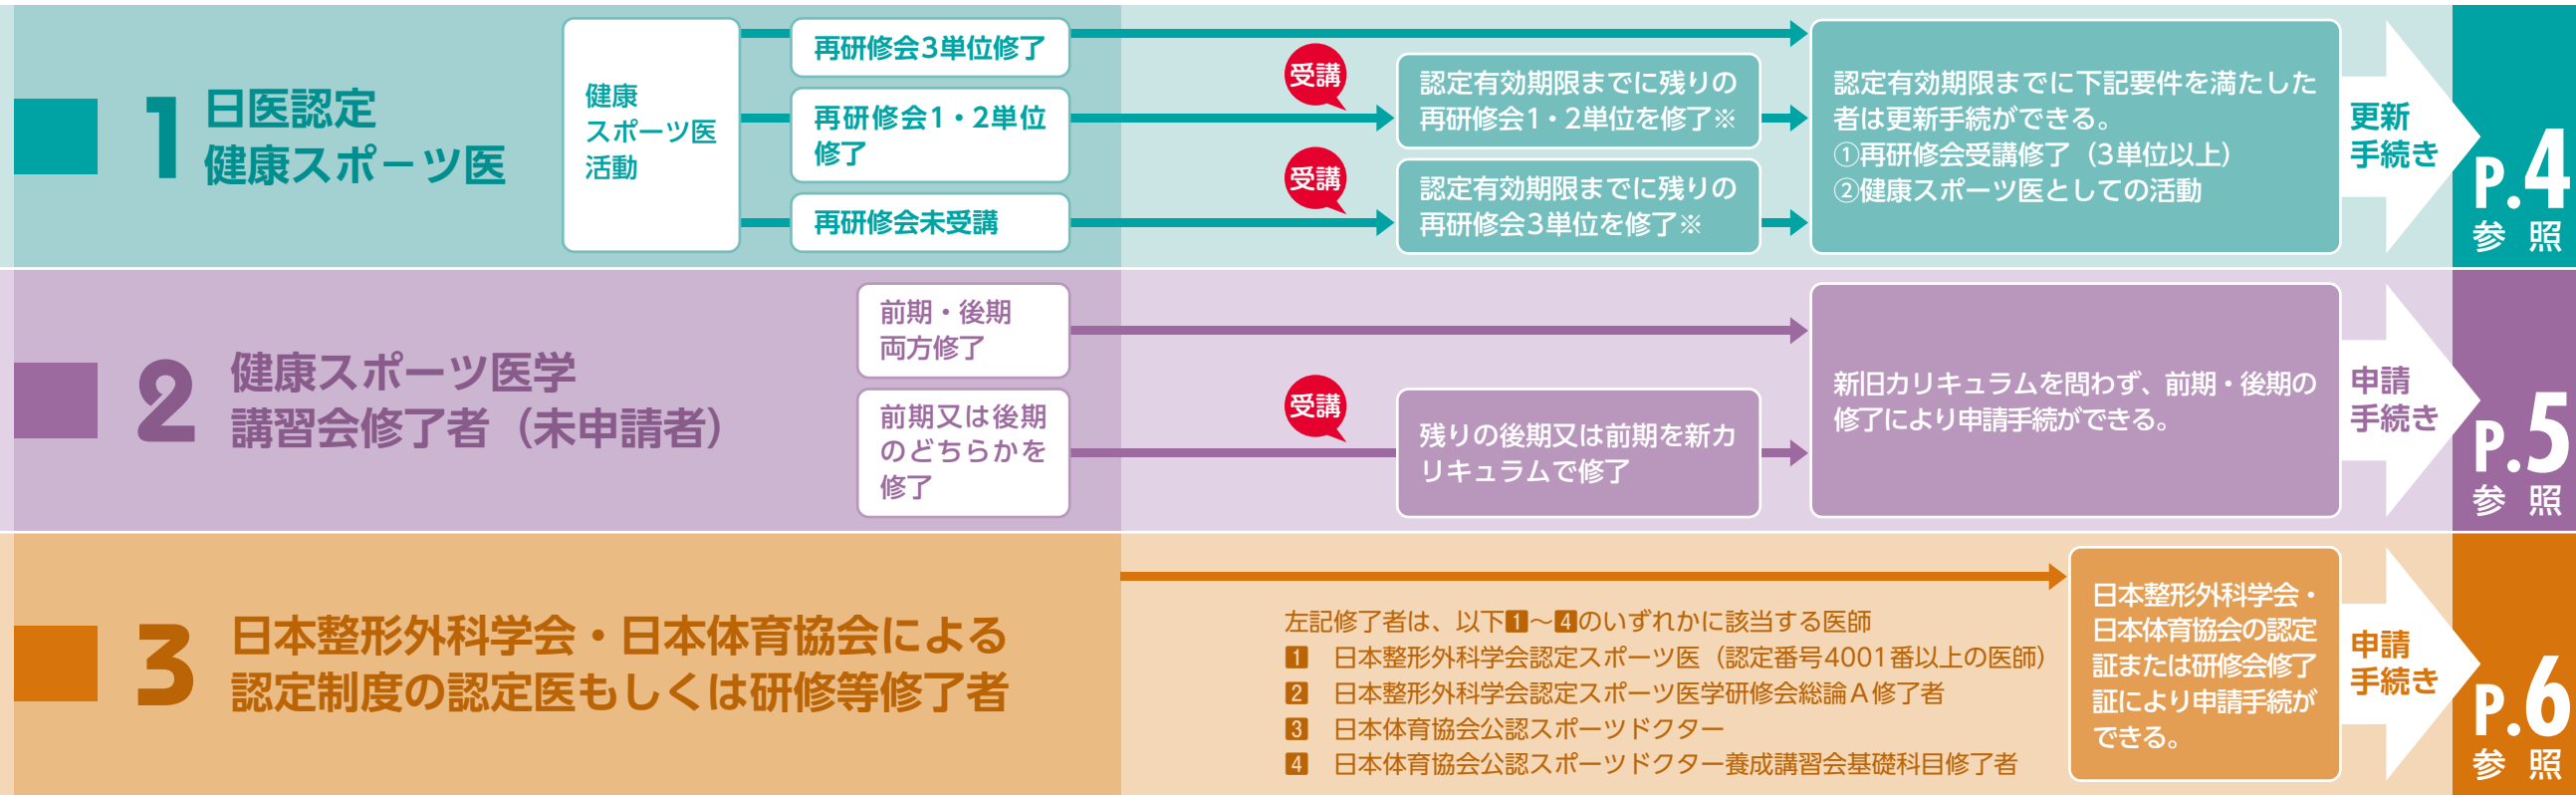 1
日医認定
健康スポーツ医
健康
スポーツ医
活動
再研修会3単位修了
再研修会1・2単位
修了
再研修会未受講
受講
認定有効期限までに残りの
再研修会1・2単位を修了※
受講
認定有効期限までに残りの
再研修会3単位を修了※
認定有効期限までに下記要件を満たした
者は更新手続ができる。
①再研修会受講修了（3単位以上）
②健康スポーツ医としての活動
更新
手続き
P.4
参 照
2
健康スポーツ医学
講習会修了者（未申請者）
前期・後期
両方修了
前期又は後期
のどちらかを
修了
受講
残りの後期又は前期を新カ
リキュラムで修了
新旧カリキュラムを問わず、前期・後期の
修了により申請手続ができる。
申請
手続き
P.5
参 照
3
日本整形外科学会・日本体育協会による
認定制度の認定医もしくは研修等修了者
左記修了者は、以下1～4のいずれかに該当する医師
1 日本整形外科学会認定スポーツ医（認定番号4001番以上の医師）
2 日本整形外科学会認定スポーツ医学研修会総論A修了者
3 日本体育協会公認スポーツドクター
4 日本体育協会公認スポーツドクター養成講習会基礎科目修了者
日本整形外科学会・
日本体育協会の認定
証または研修会修了
証により申請手続が
できる。
申請
手続き
P.6
参 照